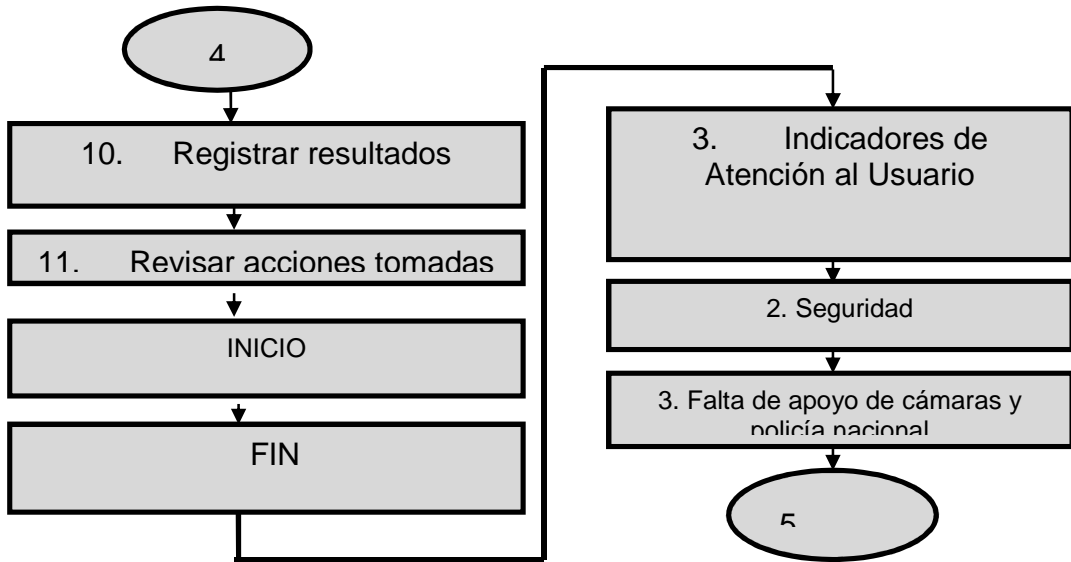 4
10. Registrar resultados
11. Revisar acciones tomadas
INICIO
FIN
3. Indicadores de
Atención al Usuario
2. Seguridad
3. Falta de apoyo de cámaras y
policía nacional
5